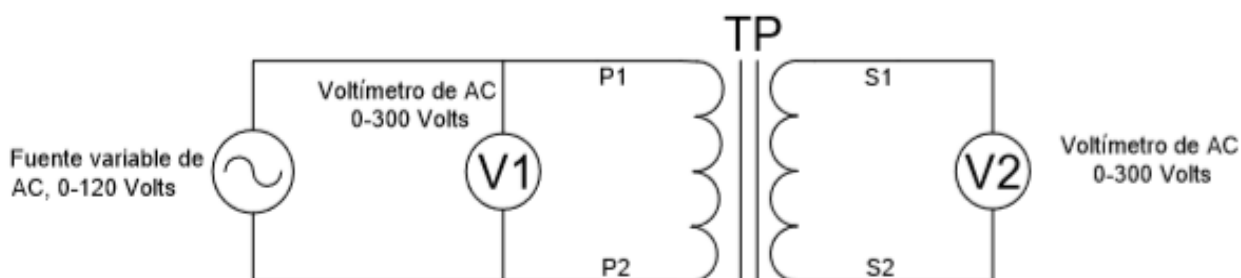 TP
Voltímetro de AC
0-300 Volts
P1
S1
Fuente variable de
AC, 0-120 Volts
V1
V2
Voltímetro de AC
0-300 Volts
P2
S2